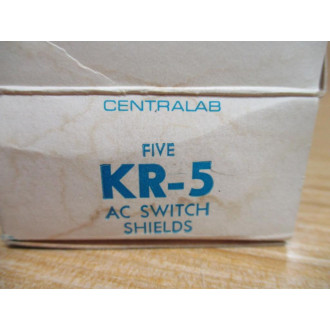 CENTRALAB
FIVE
KR-5
AC SWITCH
SHIELDS